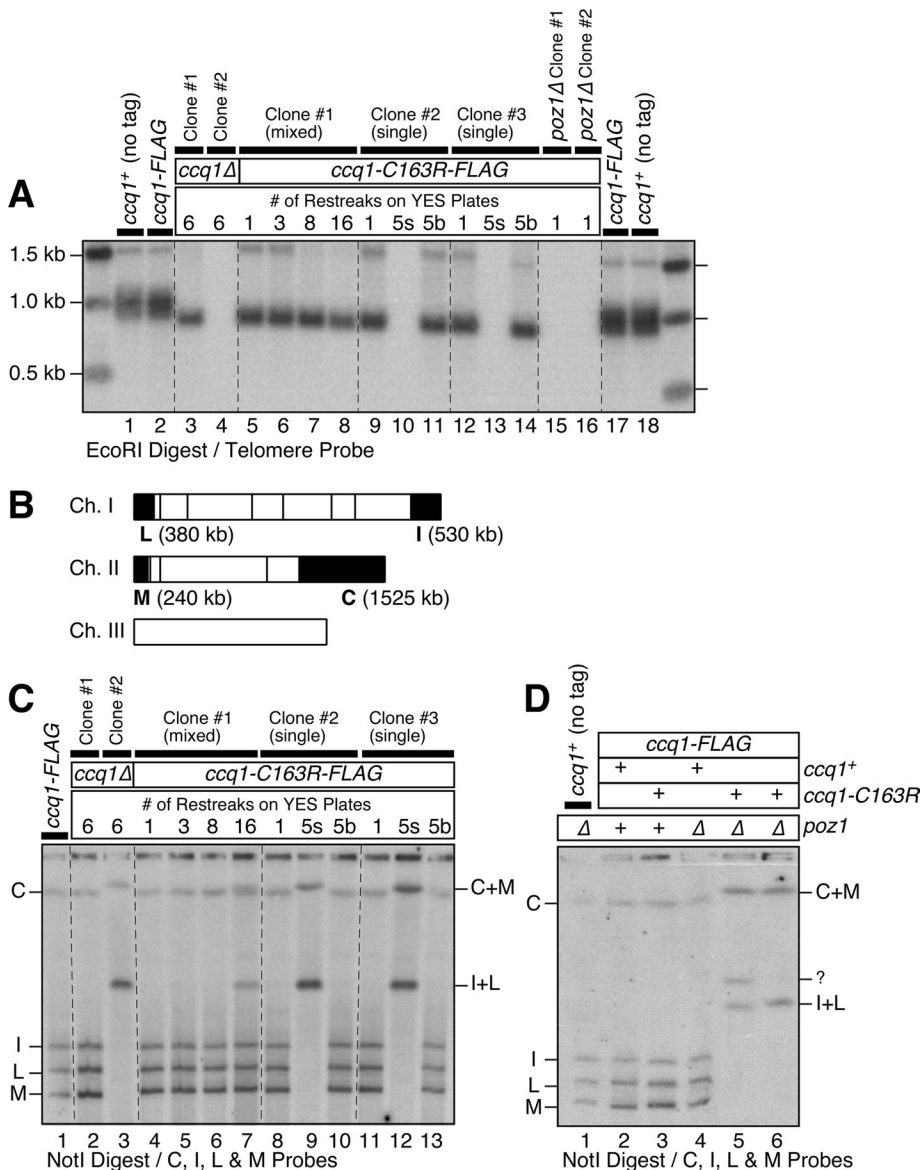 A
ccq1+ (no tag)
ccq1-FLAG
Clone #1
Clone #2
Clone #1
(mixed)
Clone #2
(single)
Clone #3
(single)
poz1Δ Clone #1
poz1Δ Clone #2
ccq1-FLAG
ccq1+ (no tag)
ccq1Δ ccq1-C163R-FLAG
# of Restreaks on YES Plates
6 6 1 3 8 16 1 5s 5b 1 5s 5b 1 1
1.5 kb
1.0 kb
0.5 kb
1 2 3 4 5 6 7 8 9 10 11 12 13 14 15 16 17 18
EcoRI Digest / Telomere Probe
B
Ch. I
L (380 kb) I (530 kb)
Ch. II
M (240 kb) C (1525 kb)
Ch. III
C
ccq1-FLAG
Clone #1
Clone #2
Clone #1
(mixed)
Clone #2
(single)
Clone #3
(single)
ccq1Δ ccq1-C163R-FLAG
# of Restreaks on YES Plates
6 6 1 3 8 16 1 5s 5b 1 5s 5b
C
I
L
M
C+M
I+L
1 2 3 4 5 6 7 8 9 10 11 12 13
NotI Digest / C, I, L & M Probes
D
ccq1+ (no tag)
ccq1-FLAG
+ + ccq1+
+ + + ccq1-C163R
Δ + + Δ Δ Δ poz1
C
I
L
M
C+M
?
I+L
1 2 3 4 5 6
NotI Digest / C, I, L & M Probes